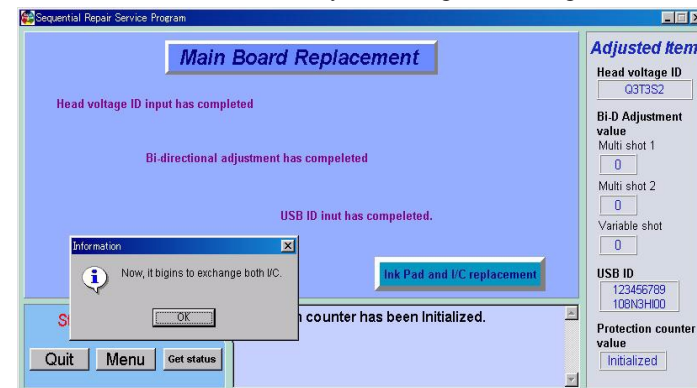 Sequential Repair Service Program
Main Board Replacement
Head voltage ID input has completed
Bi-directional adjustment has compeleted
USB ID inut has compeleted.
Information
Now, it bigins to exchange both I/C.
OK
Ink Pad and I/C replacement
counter has been Initialized.
Quit
Menu
Get status
Adjusted Item
Head voltage ID
Q3T3S2
Bi-D Adjustment
value
Multi shot 1
0
Multi shot 2
0
Variable shot
0
USB ID
123456789
108N3HI00
Protection counter
value
Initialized